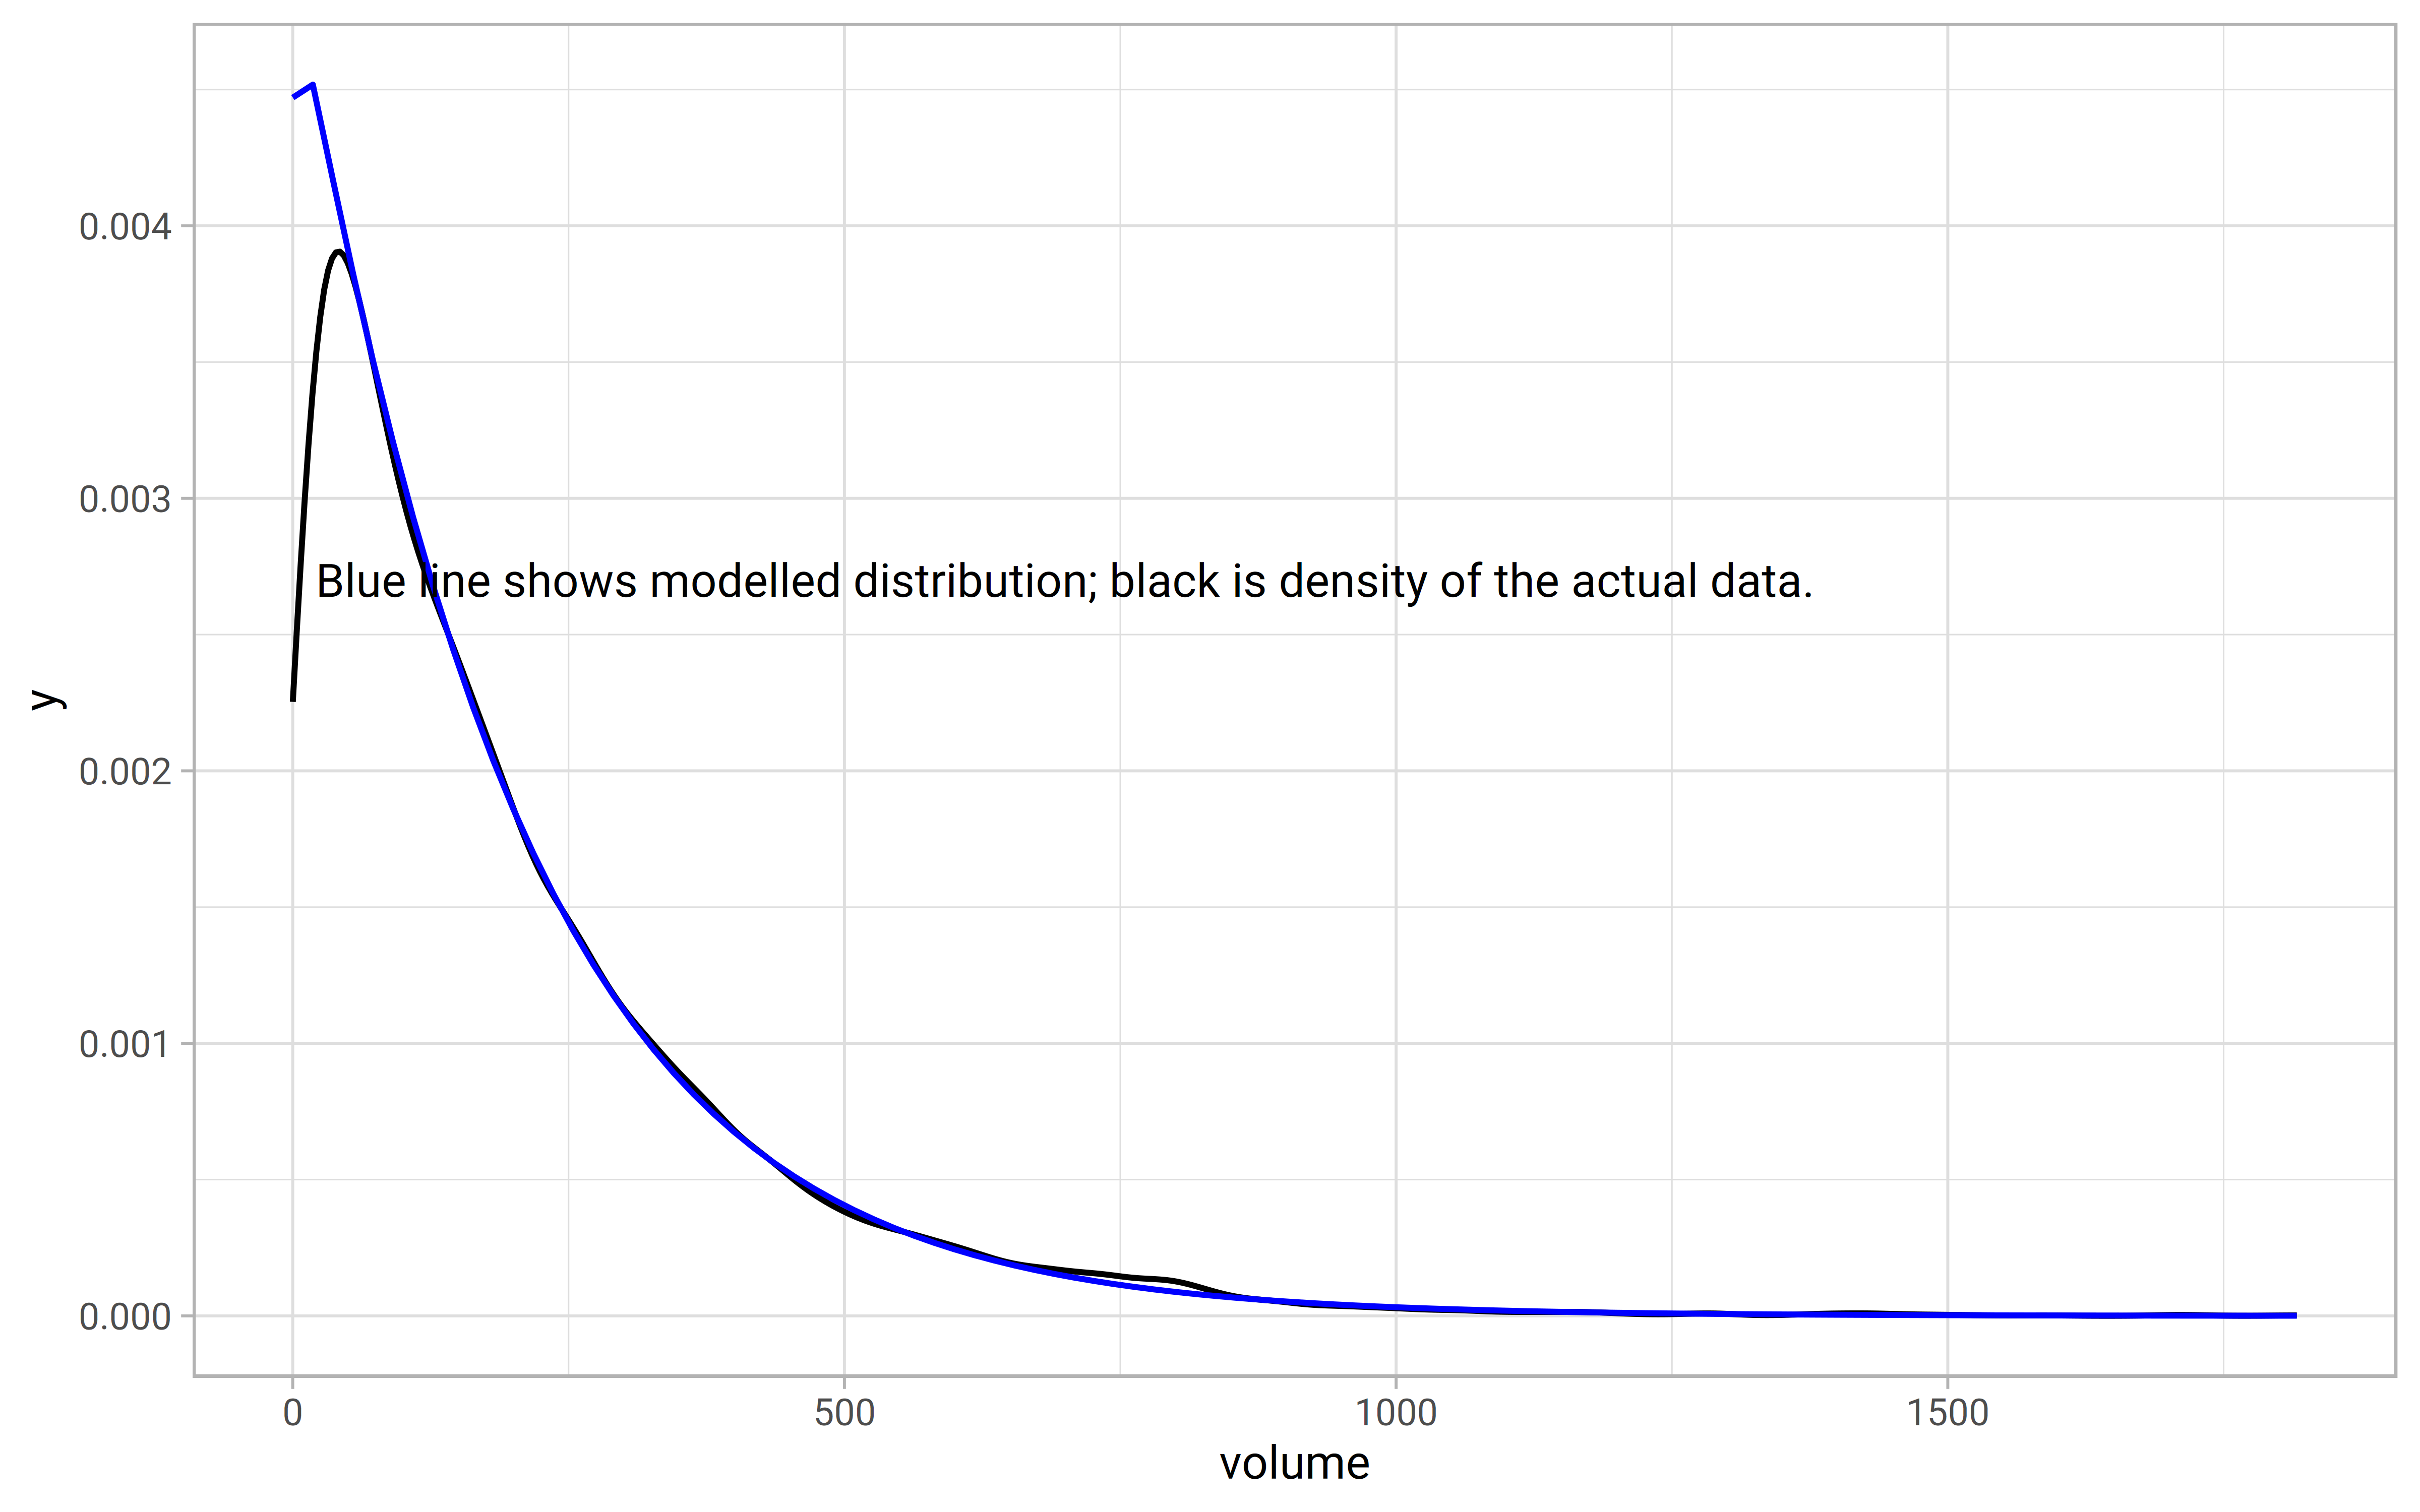 0.004
0.003
Blue line shows modelled distribution; black is density of the actual data.
y
0.002
0.001
0.000
0 500 1000 1500
volume